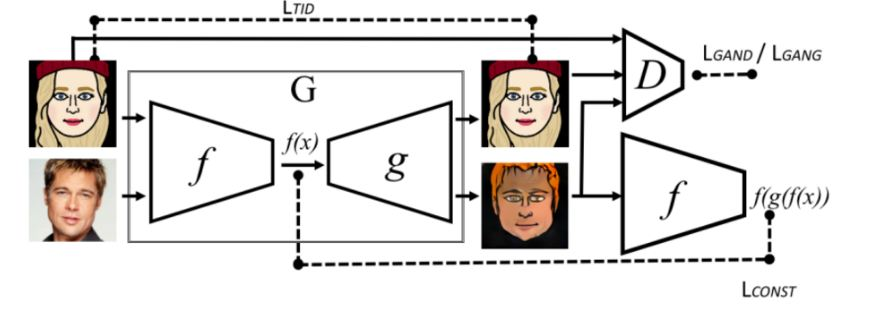 LTID
G
f
f(x)
g
D
LGAND / LGANG
f
f(g(f(x))
LCONST